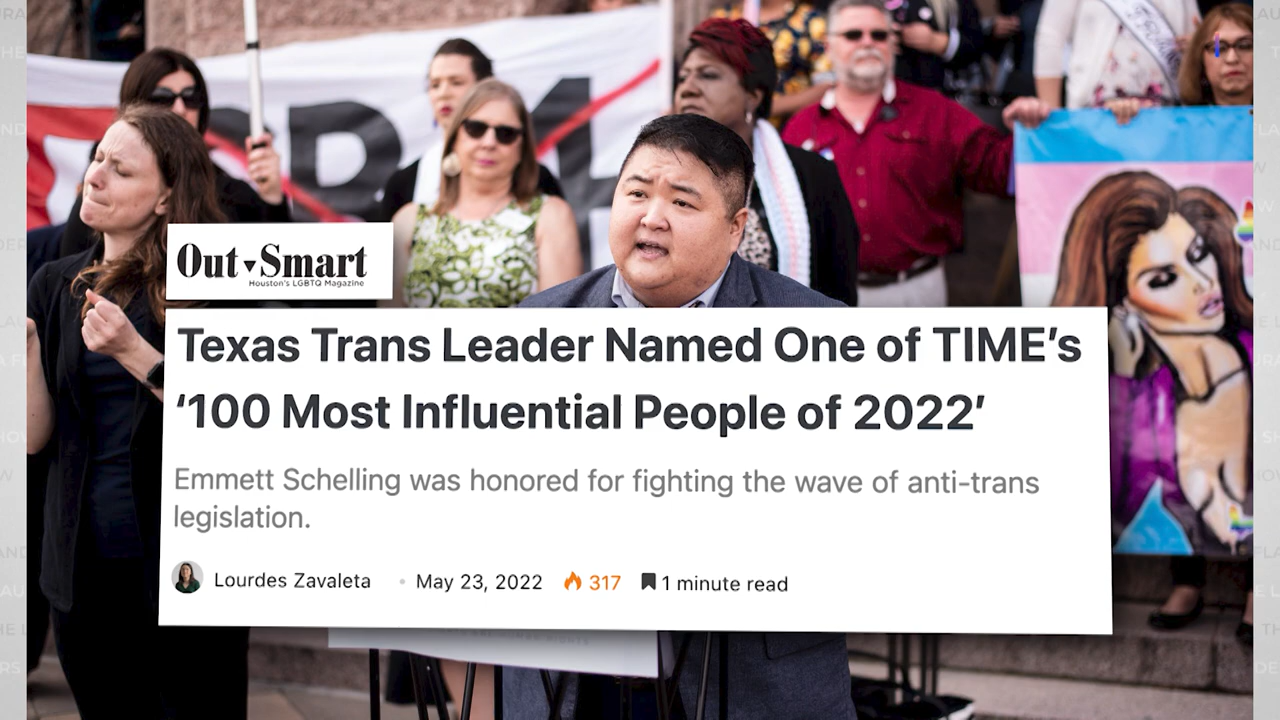 Out Smart
Houston's LGBTQ Magazine
Texas Trans Leader Named One of TIME's
'100 Most Influential People of 2022'
Emmett Schelling was honored for fighting the wave of anti-trans
legislation.
Lourdes Zavaleta • May 23, 2022 317 1 minute read